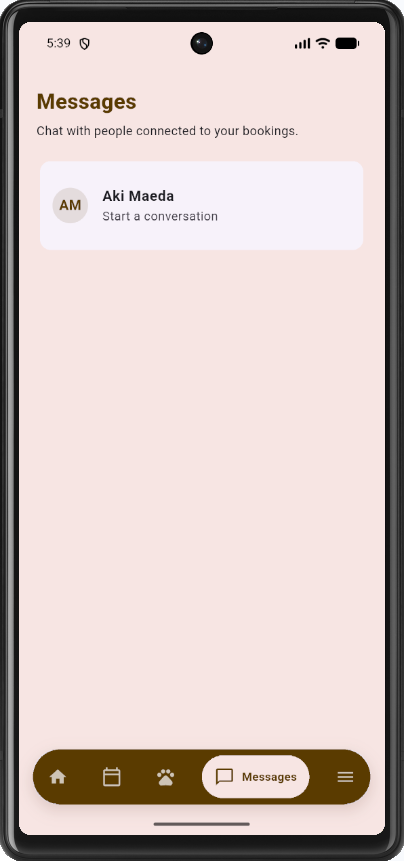 5:39
Messages
Chat with people connected to your bookings.
AM
Aki Maeda
Start a conversation
Messages